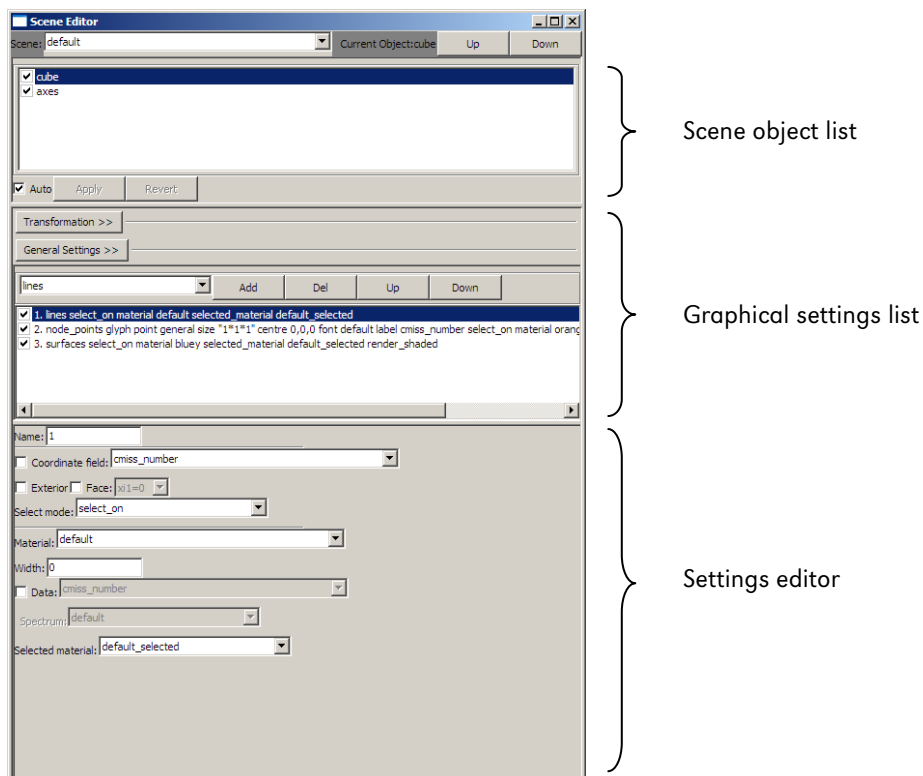 Scene Editor
Scene: default Current Object:cube Up Down
cube
axes
Scene object list
Auto Apply Revert
Transformation >>
General Settings >>
lines Add Del Up Down
1. lines select_on material default selected_material default_selected
2. node_points glyph point general size "1*1*1" centre 0,0,0 font default label cmiss_number select_on material orang
3. surfaces select_on material bluey selected_material default_selected render_shaded
Graphical settings list
Name: 1
Coordinate field: cmiss_number
Exterior Face: xi1=0
Select mode: select_on
Material: default
Width: 0
Data: cmiss_number
Settings editor
Spectrum: default
Selected material: default_selected